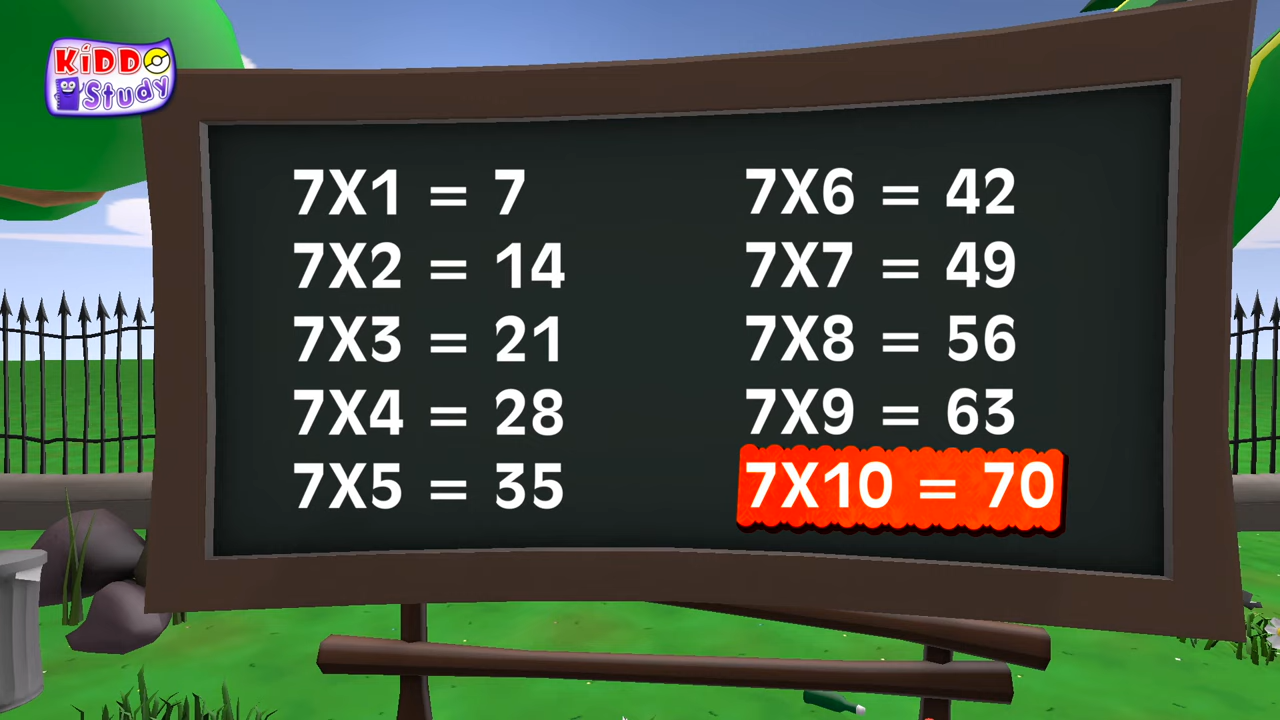 KiDDO
Study
7X1 = 7
7X2 = 14
7X3 = 21
7X4 = 28
7X5 = 35
7X6 = 42
7X7 = 49
7X8 = 56
7X9 = 63
7X10 = 70